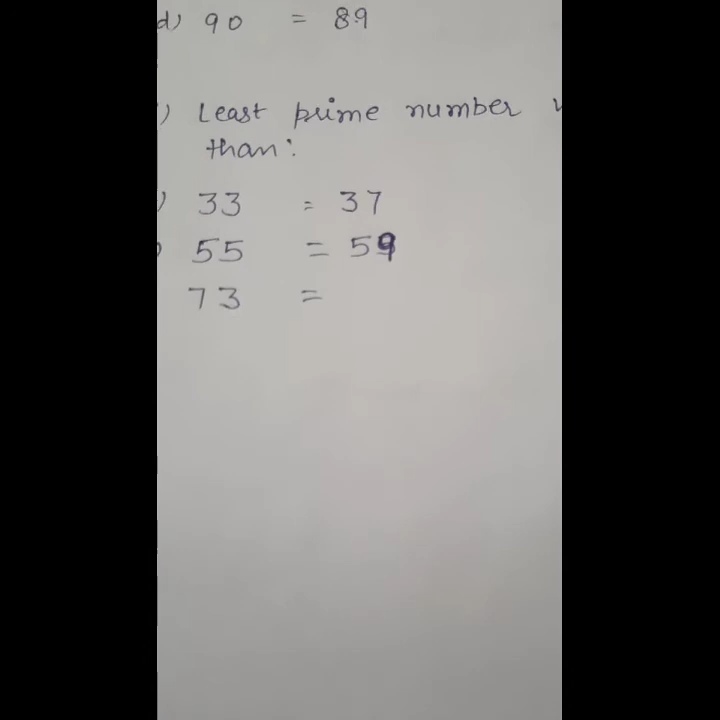 d) 90 = 89
) Least prime number
than:
) 33 = 37
) 55 = 59
73 =